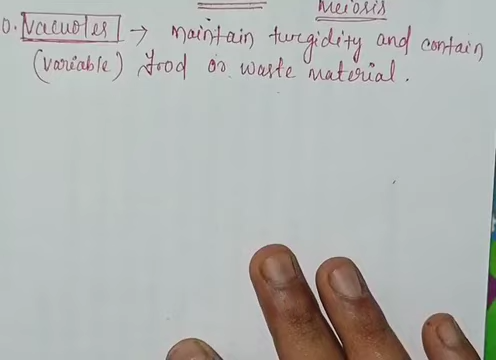 Meiosis
0. Vacuoles → maintain turgidity and contain
(variable) food or waste material.